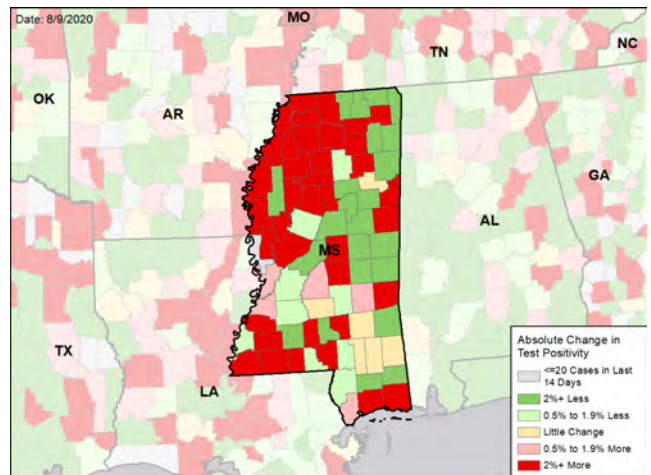 Date: 8/9/2020
MO
NC
TN
OK
AR
GA
AL
MS
TX
LA
Absolute Change in
Test Positivity
<=20 Cases in Last
14 Days
2%+ Less
0.5% to 1.9% Less
Little Change
0.5% to 1.9% More
2%+ More